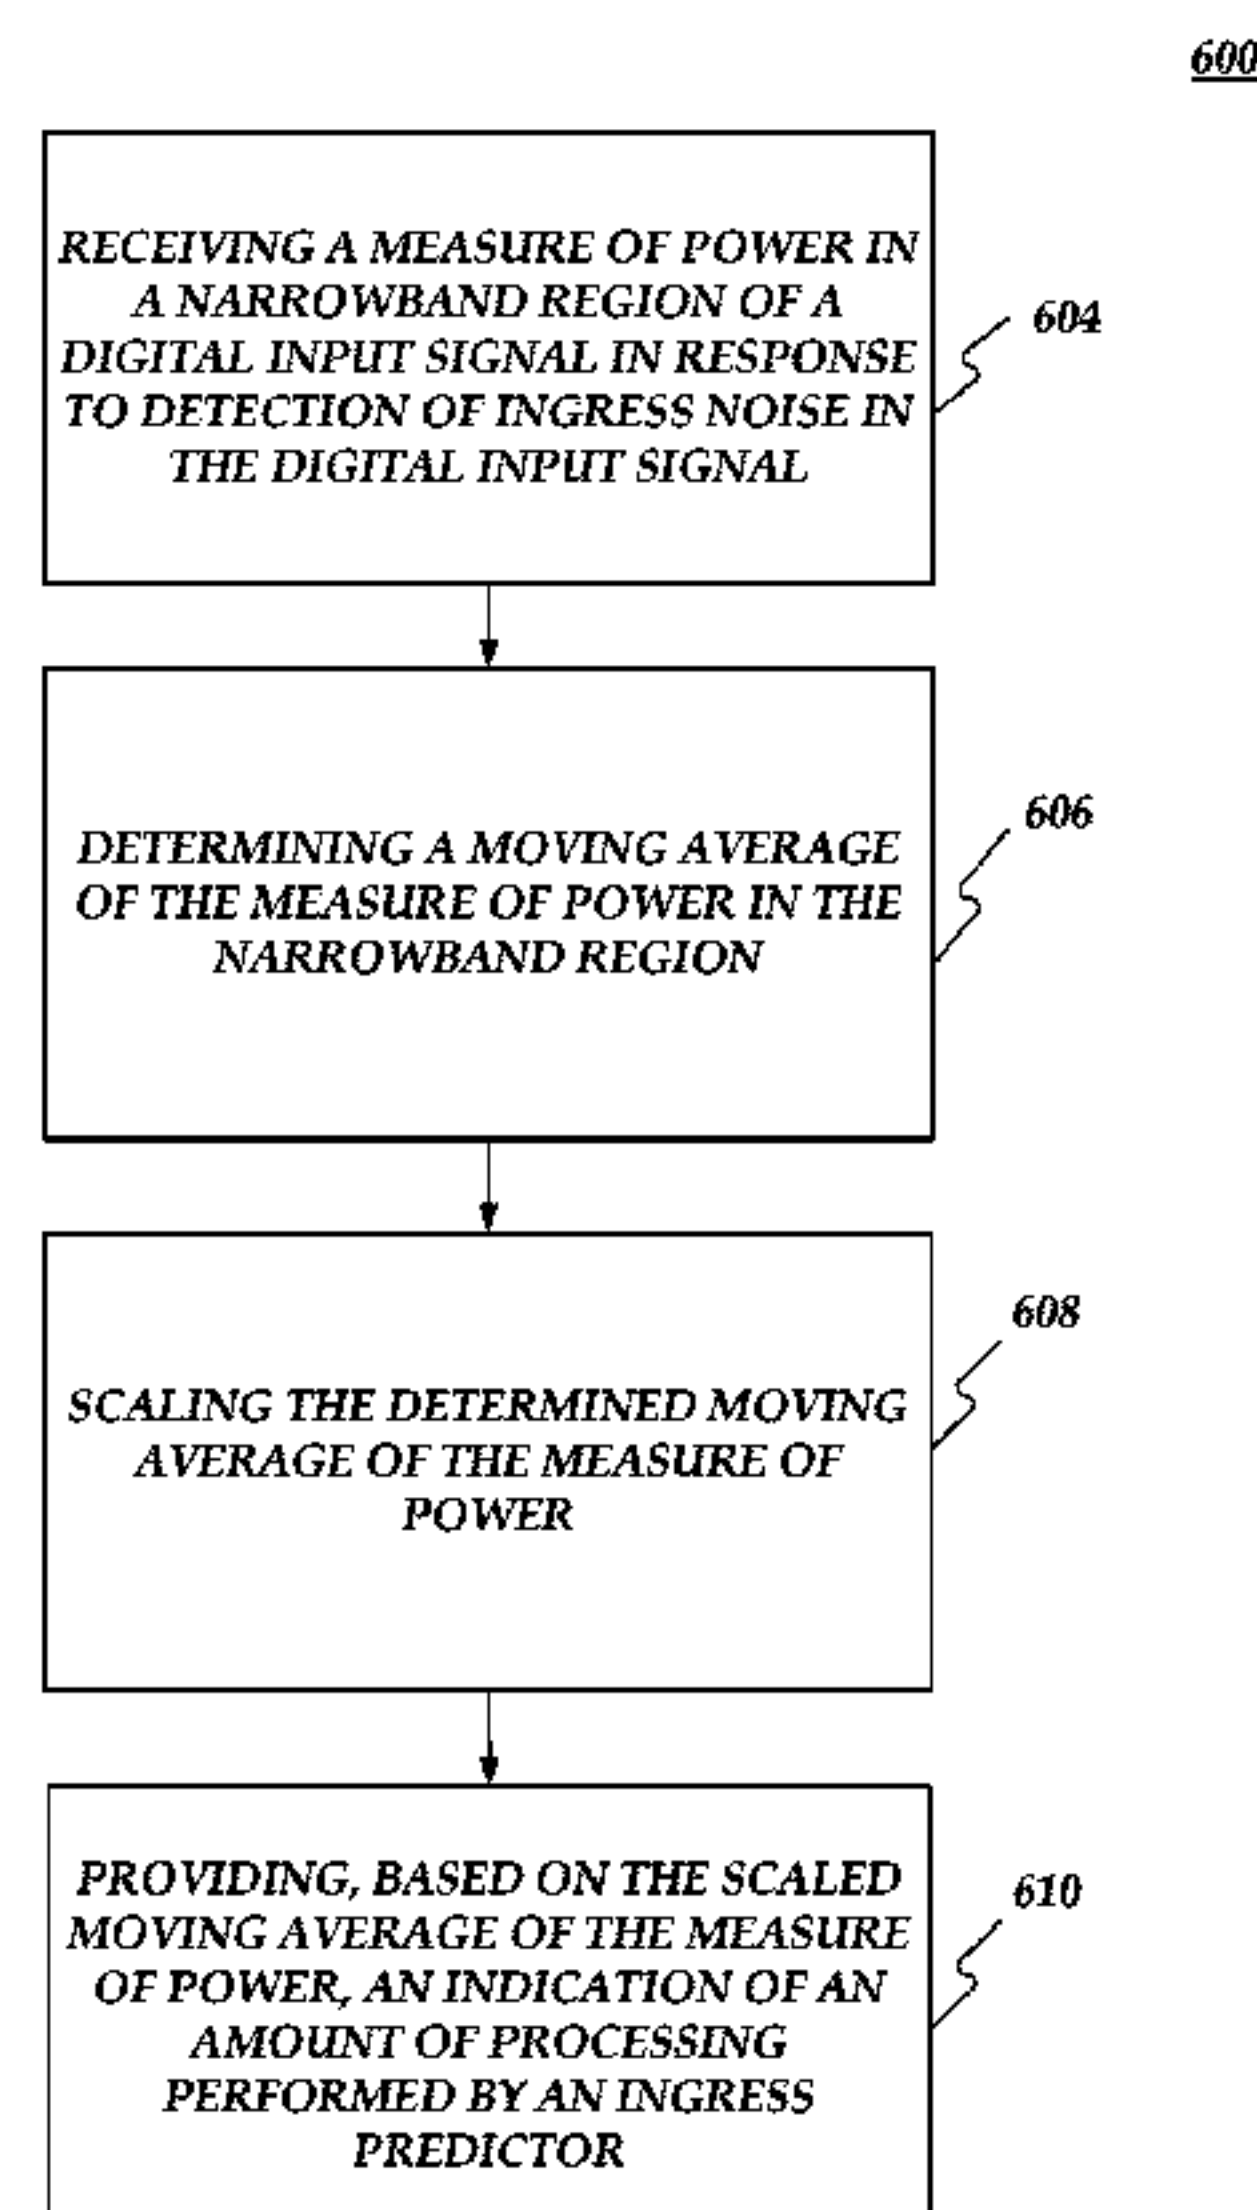 600
RECEIVING A MEASURE OF POWER IN
A NARROWBAND REGION OF A
DIGITAL INPUT SIGNAL IN RESPONSE
TO DETECTION OF INGRESS NOISE IN
THE DIGITAL INPUT SIGNAL
604
DETERMINING A MOVING AVERAGE
OF THE MEASURE OF POWER IN THE
NARROWBAND REGION
606
SCALING THE DETERMINED MOVING
AVERAGE OF THE MEASURE OF
POWER
608
PROVIDING, BASED ON THE SCALED
MOVING AVERAGE OF THE MEASURE
OF POWER, AN INDICATION OF AN
AMOUNT OF PROCESSING
PERFORMED BY AN INGRESS
PREDICTOR
610